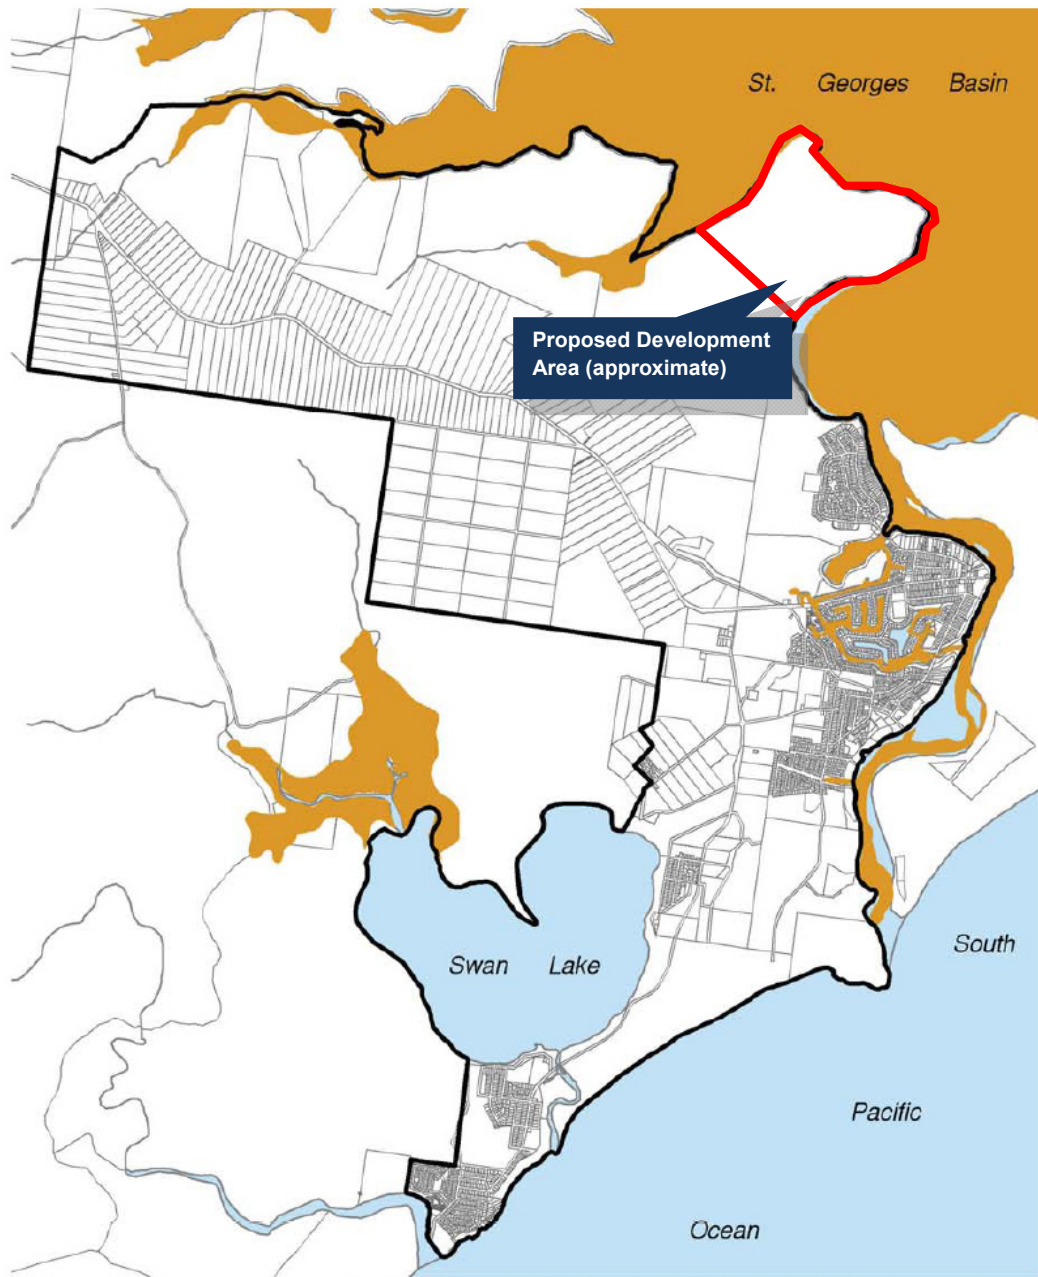 St. Georges Basin
Proposed Development
Area (approximate)
Swan Lake
South
Pacific
Ocean